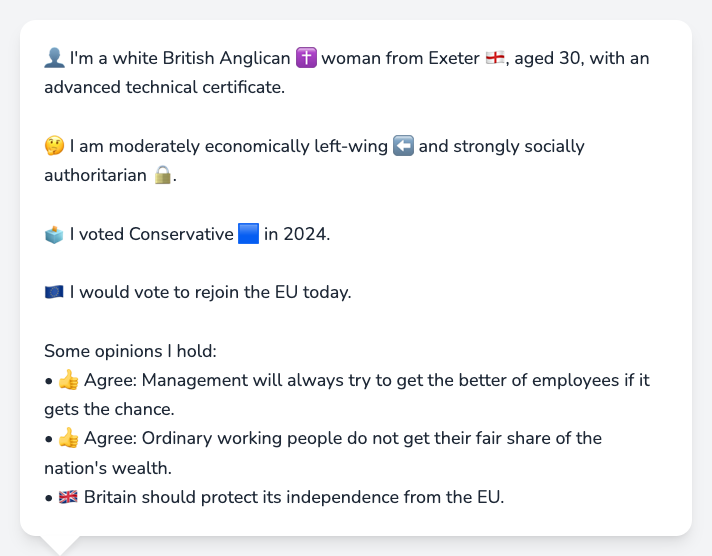 👤 I'm a white British Anglican ✝️ woman from Exeter 🏴󠁧󠁢󠁥󠁮󠁧󠁿, aged 30, with an
advanced technical certificate.
🤔 I am moderately economically left-wing ⬅️ and strongly socially
authoritarian 🔒.
🗳️ I voted Conservative 🟦 in 2024.
🇪🇺 I would vote to rejoin the EU today.
Some opinions I hold:
• 👍 Agree: Management will always try to get the better of employees if it
gets the chance.
• 👍 Agree: Ordinary working people do not get their fair share of the
nation's wealth.
• 🇬🇧 Britain should protect its independence from the EU.